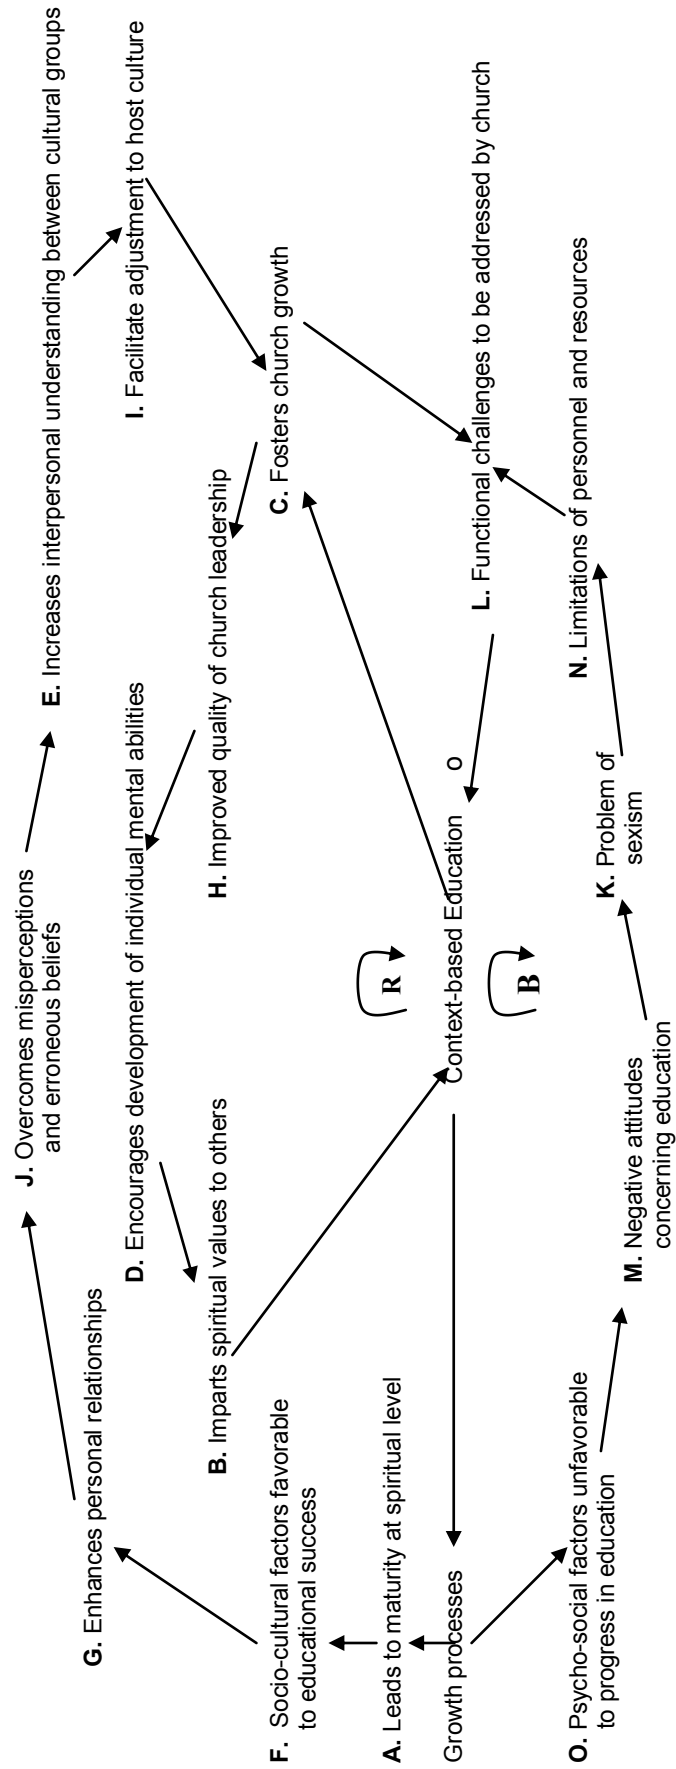 J. Overcomes misperceptions
and erroneous beliefs
E. Increases interpersonal understanding between cultural groups
G. Enhances personal relationships
D. Encourages development of individual mental abilities
I. Facilitate adjustment to host culture
B. Imparts spiritual values to others
H. Improved quality of church leadership
F. Socio-cultural factors favorable
to educational success
C. Fosters church growth
A. Leads to maturity at spiritual level
R
Growth processes
Context-based Education
O
L. Functional challenges to be addressed by church
B
O. Psycho-social factors unfavorable
to progress in education
N. Limitations of personnel and resources
M. Negative attitudes
concerning education
K. Problem of
sexism